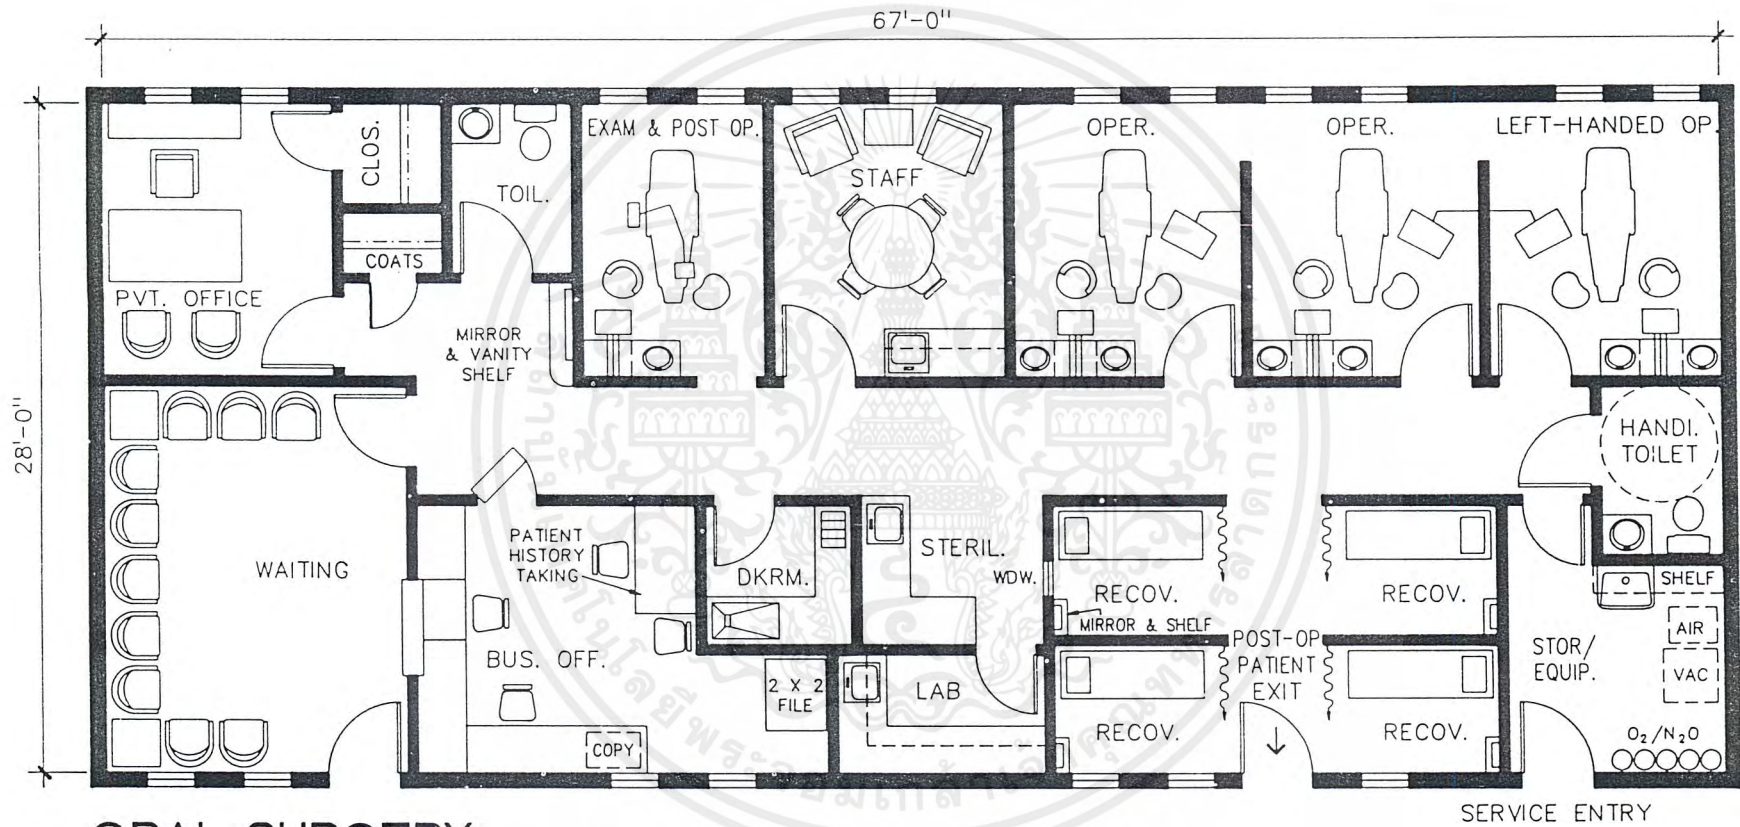 67'-0"
28'-0"
EXAM & POST OP.
OPER.
OPER.
LEFT-HANDED OP.
CLOS.
TOIL.
STAFF
COATS
PVT. OFFICE
MIRROR
& VANITY
SHELF
HANDI.
TOILET
WAITING
PATIENT
HISTORY
TAKING
DKRM.
STERIL.
WDW.
RECOV.
MIRROR & SHELF
RECOV.
SHELF
AIR
VAC
STOR/
EQUIP.
BUS. OFF.
2 X 2
FILE
LAB
POST-OP
PATIENT
EXIT
RECOV.
RECOV.
COPY
O₂/N₂O
SERVICE ENTRY
ORAL SURGERY